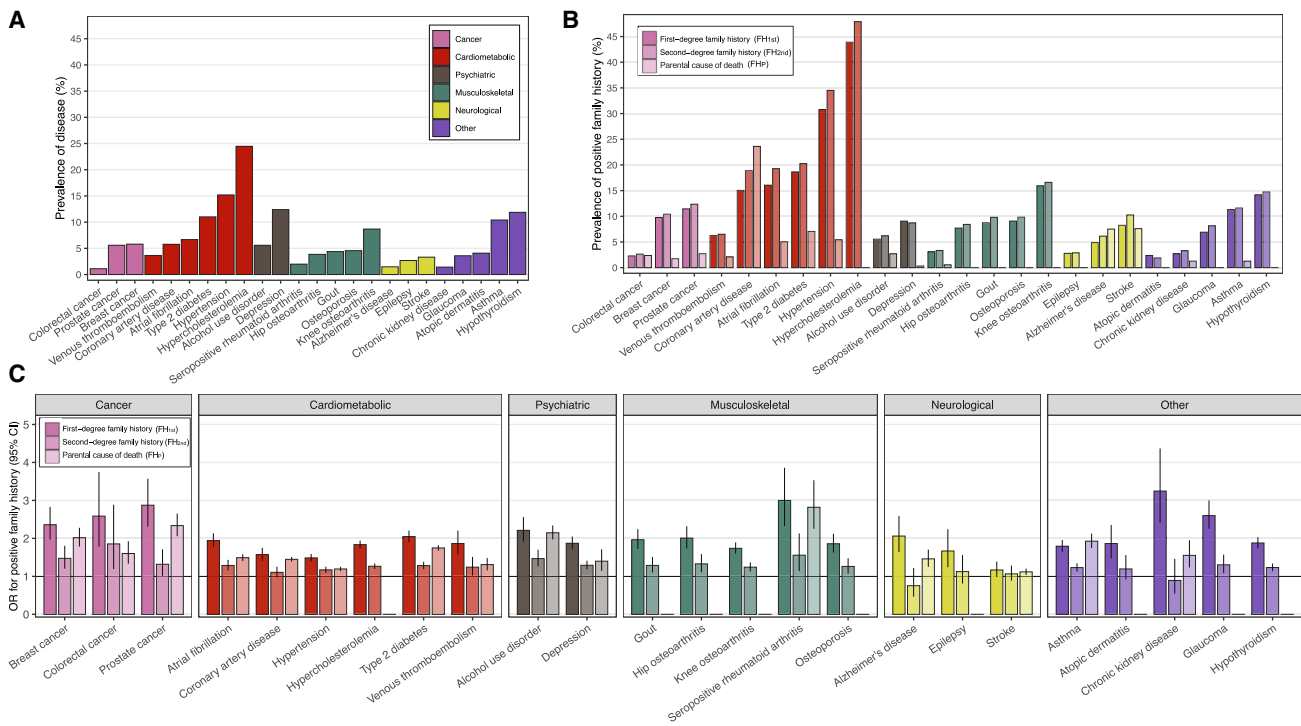 A
Prevalence of disease (%)
45
40
35
30
25
20
15
10
5
0
Cancer
Cardiometabolic
Psychiatric
Musculoskeletal
Neurological
Other
Colorectal cancer
Prostate cancer
Breast cancer
Venous thromboembolism
Coronary artery disease
Atrial fibrillation
Type 2 diabetes
Hypertension
Hypercholesterolemia
Alcohol use disorder
Depression
Seropositive rheumatoid arthritis
Hip osteoarthritis
Gout
Osteoporosis
Knee osteoarthritis
Alzheimer's disease
Epilepsy
Stroke
Chronic kidney disease
Glaucoma
Atopic dermatitis
Asthma
Hypothyroidism
B
Prevalence of positive family history (%)
45
40
35
30
25
20
15
10
5
0
First-degree family history (FH1st)
Second-degree family history (FH2nd)
Parental cause of death (FHP)
Colorectal cancer
Breast cancer
Prostate cancer
Venous thrombembolism
Coronary artery disease
Atrial fibrillation
Type 2 diabetes
Hypertension
Hypercholesterolemia
Alcohol use disorder
Depression
Seropositive rheumatoid arthritis
Hip osteoarthritis
Gout
Osteoporosis
Knee osteoarthritis
Epilepsy
Alzheimer's disease
Stroke
Atopic dermatitis
Chronic kidney disease
Glaucoma
Asthma
Hypothyroidism
C
OR for positive family history (95% CI)
5
4
3
2
1
0
Cancer
First-degree family history (FH1st)
Second-degree family history (FH2nd)
Parental cause of death (FHP)
Breast cancer
Colorectal cancer
Prostate cancer
Cardiometabolic
Atrial fibrillation
Coronary artery disease
Hypertension
Hypercholesterolemia
Type 2 diabetes
Venous thromboembolism
Psychiatric
Alcohol use disorder
Depression
Musculoskeletal
Gout
Hip osteoarthritis
Knee osteoarthritis
Seropositive rheumatoid arthritis
Osteoporosis
Neurological
Alzheimer's disease
Epilepsy
Stroke
Other
Asthma
Atopic dermatitis
Chronic kidney disease
Glaucoma
Hypothyroidism